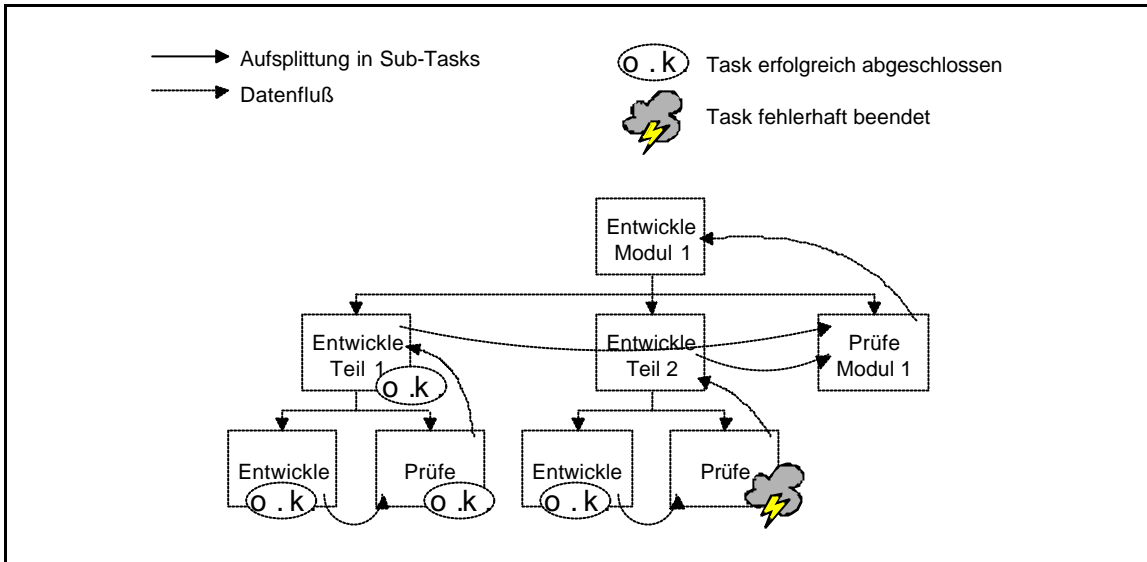 Aufsplittung in Sub-Tasks
Datenfluß
o . k
Task erfolgreich abgeschlossen
Task fehlerhaft beendet
Entwickle
Modul 1
Entwickle
Teil 1
o .k
Entwickle
Teil 2
Prüfe
Modul 1
Entwickle
o . k
Prüfe
o . k
Entwickle
o . k
Prüfe